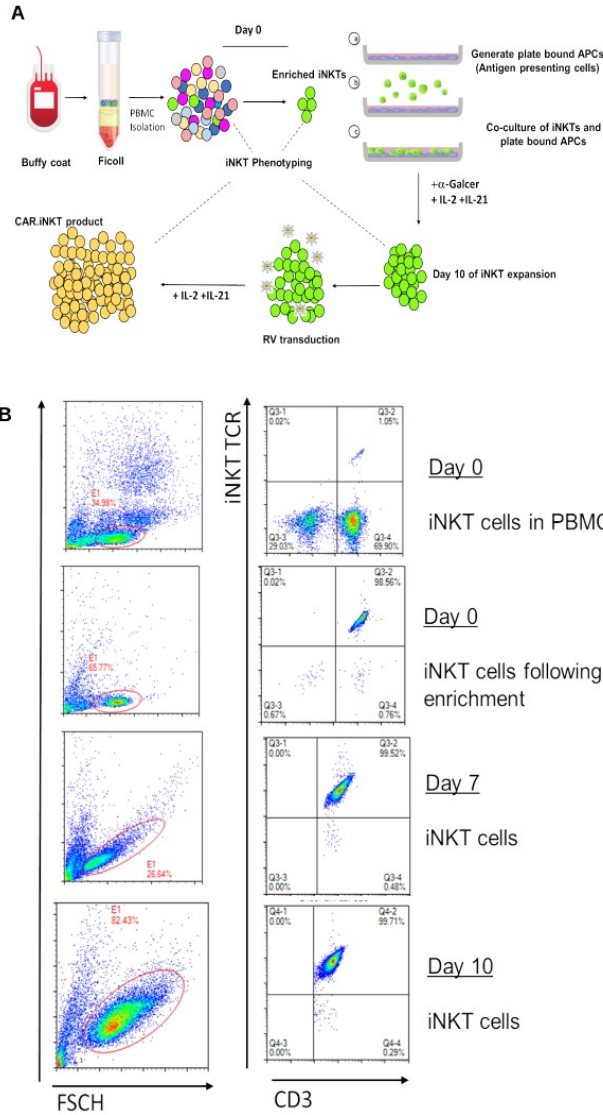 A
Day 0
a
Generate plate bound APCs
(Antigen presenting cells)
Enriched iNKTs
b
PBMC
Isolation
c
Co-culture of iNKTs and
plate bound APCs
Buffy coat
Ficoll
iNKT Phenotyping
+α-Galcer
+ IL-2 +IL-21
CAR.iNKT product
Day 10 of iNKT expansion
+ IL-2 +IL-21
RV transduction
B
iNKT TCR
E1
34.98%
Q3-1
0.02%
Q3-2
1.05%
Q3-3
29.03%
Q3-4
69.90%
Day 0
iNKT cells in PBMC
E1
65.77%
Q3-1
0.02%
Q3-2
98.56%
Q3-3
0.67%
Q3-4
0.76%
Day 0
iNKT cells following
enrichment
E1
26.64%
Q3-1
0.00%
Q3-2
99.52%
Q3-3
0.00%
Q3-4
0.48%
Day 7
iNKT cells
E1
82.43%
Q4-1
0.00%
Q4-2
99.71%
Q4-3
0.00%
Q4-4
0.29%
Day 10
iNKT cells
FSCH
CD3